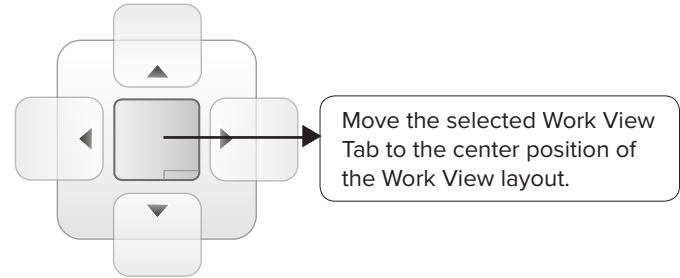 Move the selected Work View
Tab to the center position of
the Work View layout.